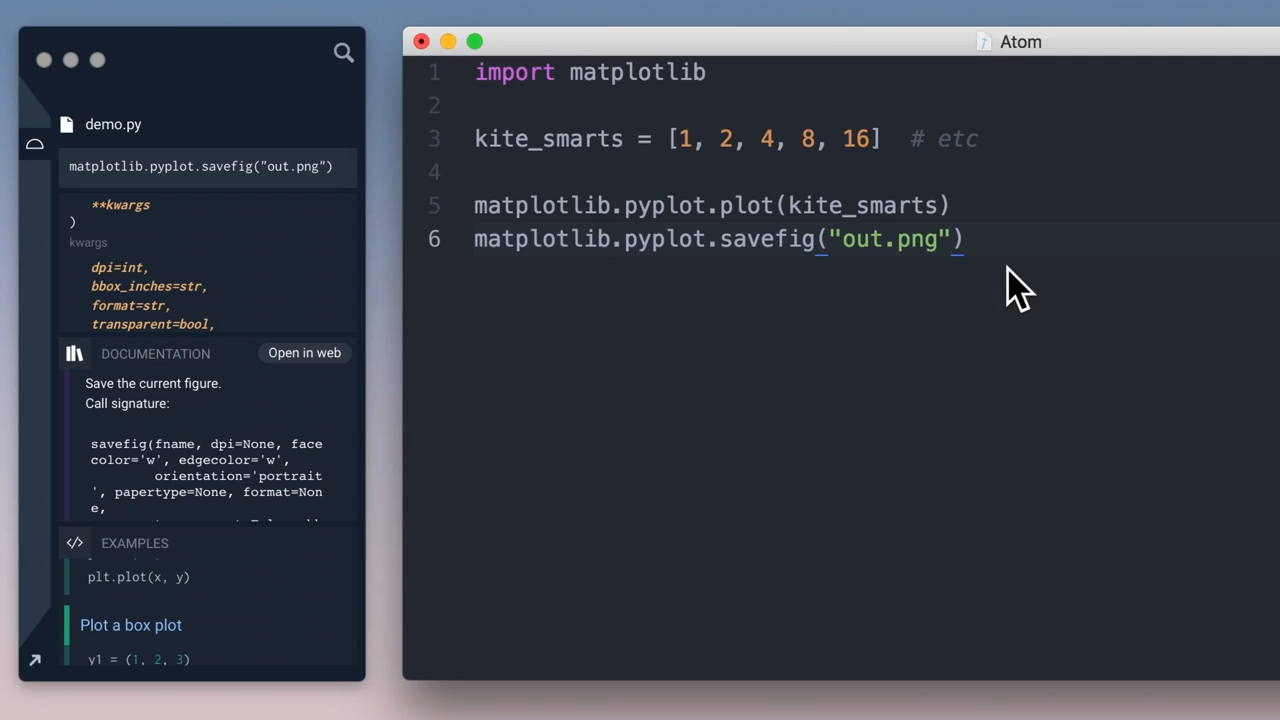 demo.py
matplotlib.pyplot.savefig("out.png")
**kwargs
)
kwargs
dpi=int,
bbox_inches=str,
format=str,
transparent=bool,
DOCUMENTATION
Open in web
Save the current figure.
Call signature:
savefig(fname, dpi=None, face
color='w', edgecolor='w',
orientation='portrait
', papertype=None, format=Non
e,
</> EXAMPLES
plt.plot(x, y)
Plot a box plot
y1 = (1, 2, 3)
Atom
1 import matplotlib
2
3 kite_smarts = [1, 2, 4, 8, 16]  # etc
4
5 matplotlib.pyplot.plot(kite_smarts)
6 matplotlib.pyplot.savefig("out.png")